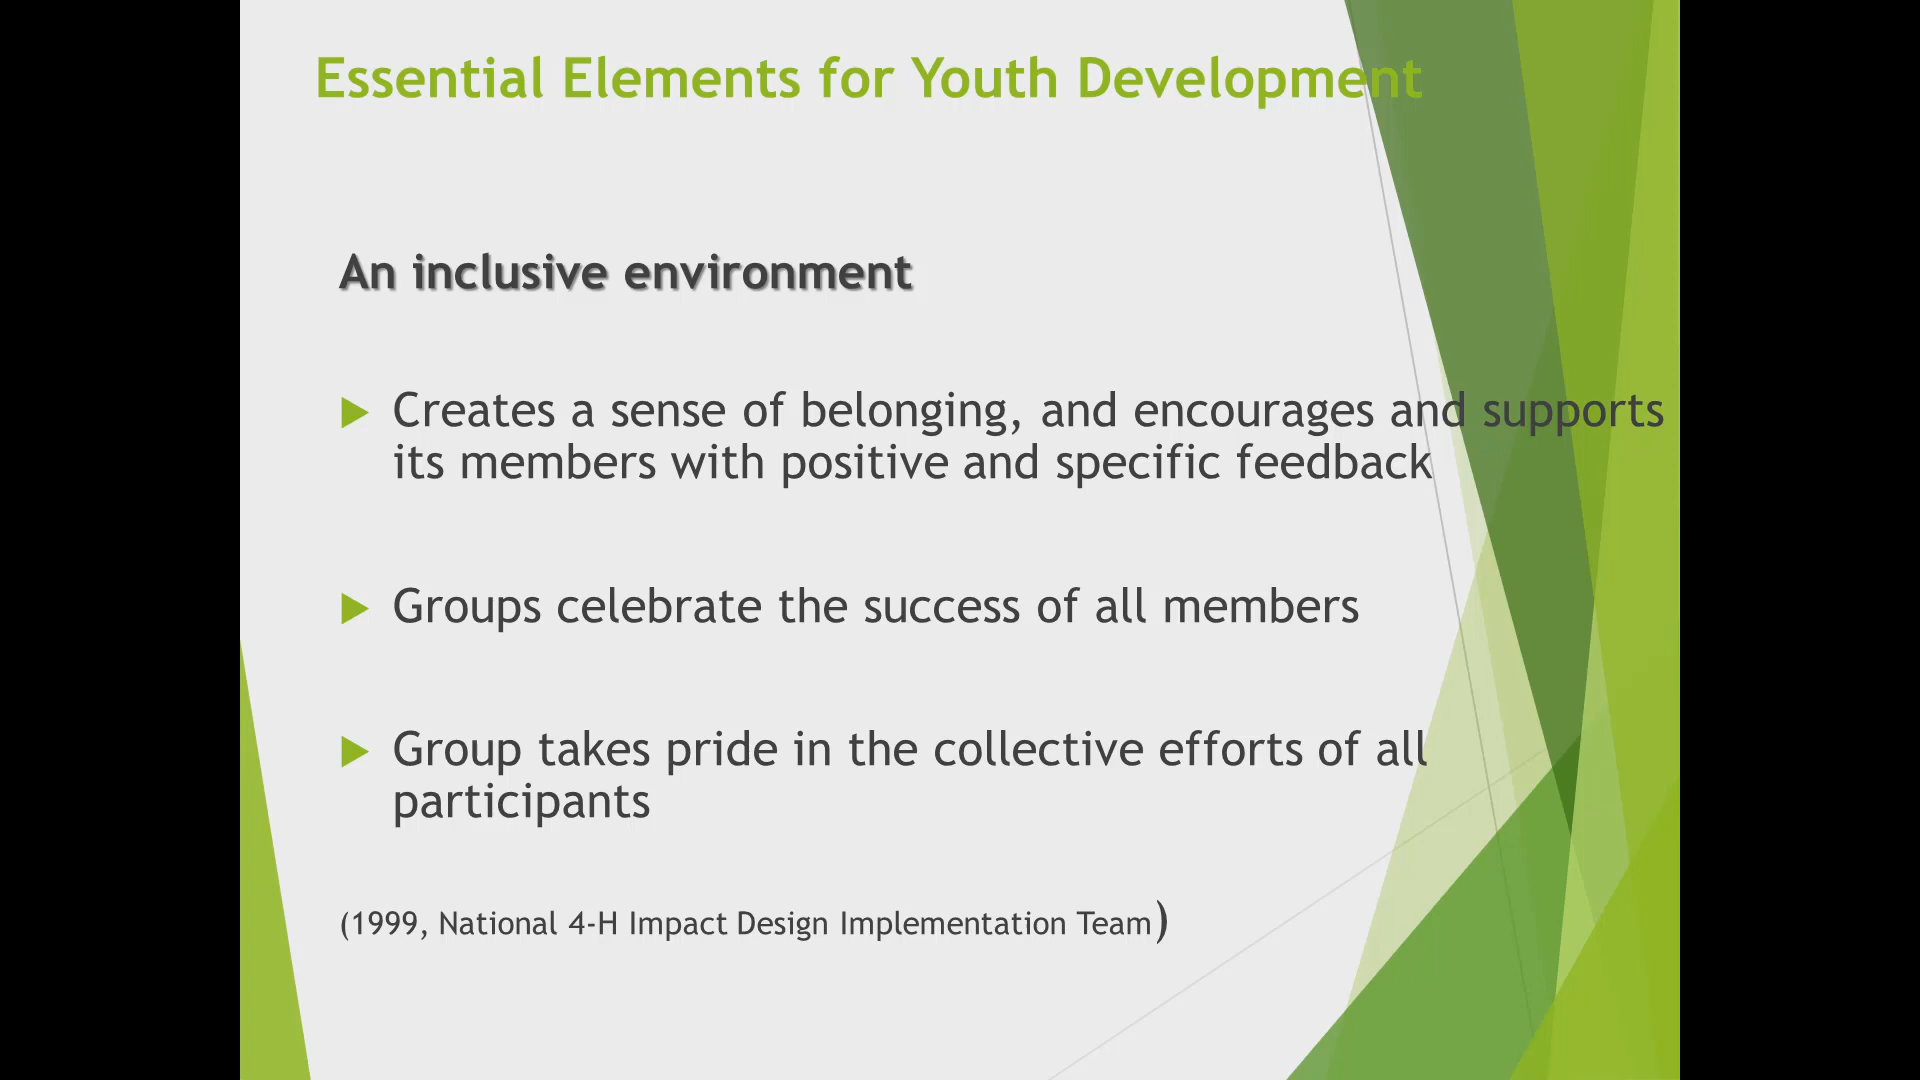 Essential Elements for Youth Development
An inclusive environment
Creates a sense of belonging, and encourages and supports
its members with positive and specific feedback
Groups celebrate the success of all members
Group takes pride in the collective efforts of all
participants
(1999, National 4-H Impact Design Implementation Team)